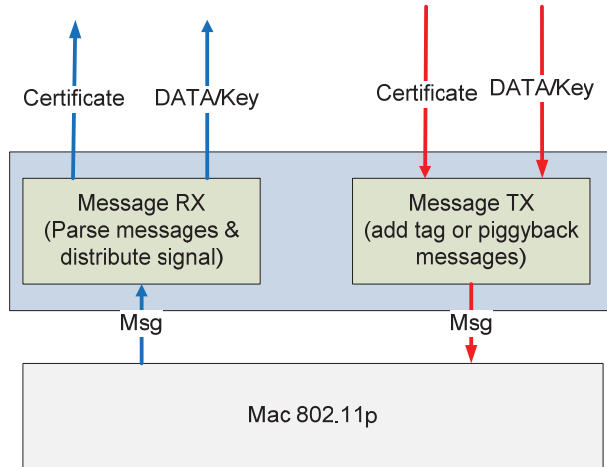 Certificate
DATA/Key
Certificate
DATA/Key
Message RX
(Parse messages &
distribute signal)
Message TX
(add tag or piggyback
messages)
Msg
Msg
Mac 802.11p